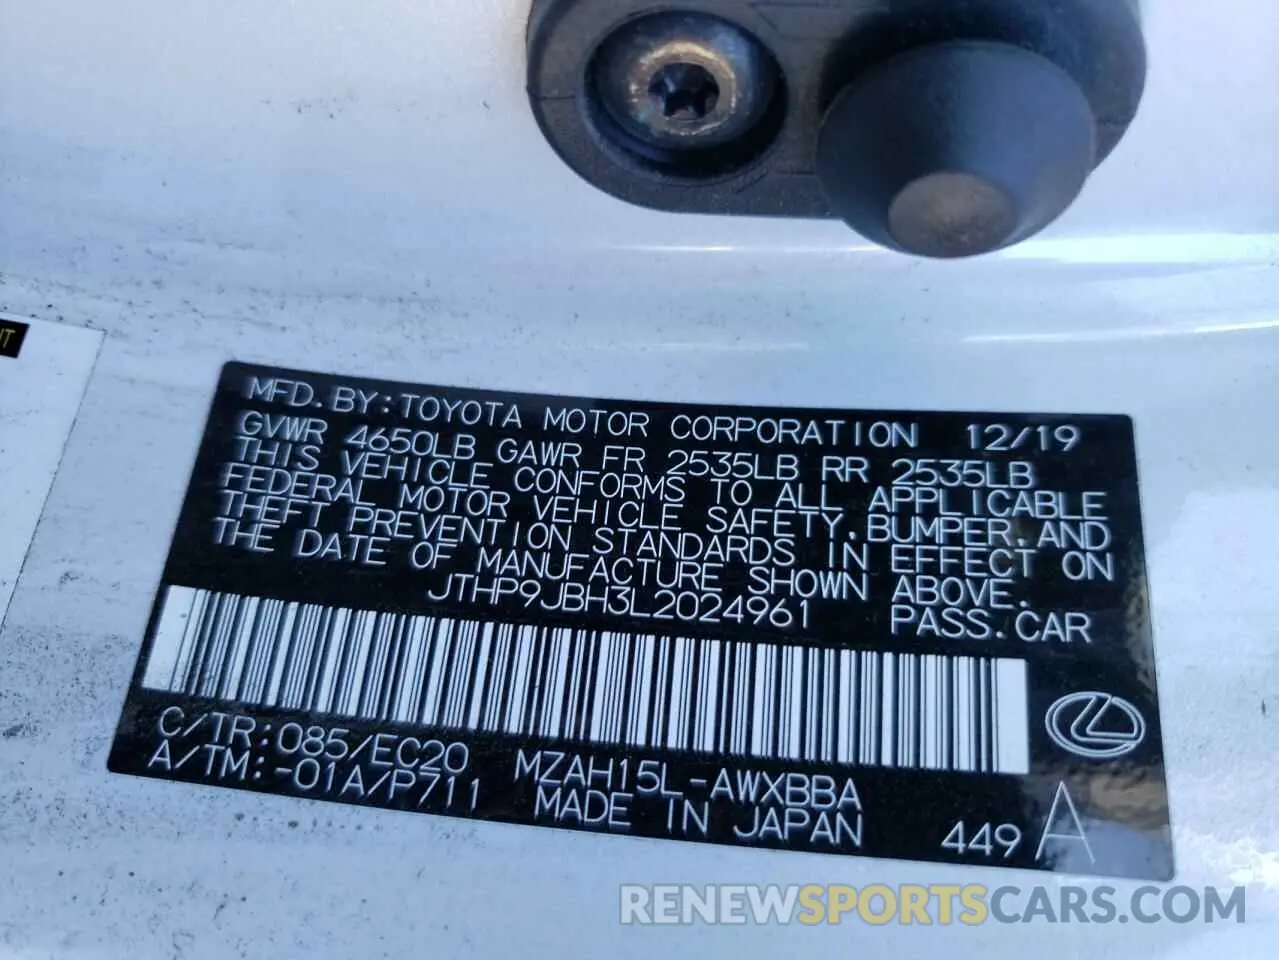 NT
MFD.BY:TOYOTA MOTOR CORPORATION 12/19
GVWR 4650LB GAWR FR 2535LB RR 2535LB
THIS VEHICLE CONFORMS TO ALL APPLICABLE
FEDERAL MOTOR VEHICLE SAFETY,BUMPER,AND
THEFT PREVENTION STANDARDS IN EFFECT ON
THE DATE OF MANUFACTURE SHOWN ABOVE.
JTHP9JBH3L2024961 PASS.CAR
C/TR:085/EC20 MZAH15L-AWXBBA
A/TM:-01A/P711 MADE IN JAPAN 449 A
RENEWSPORTSCARS.COM